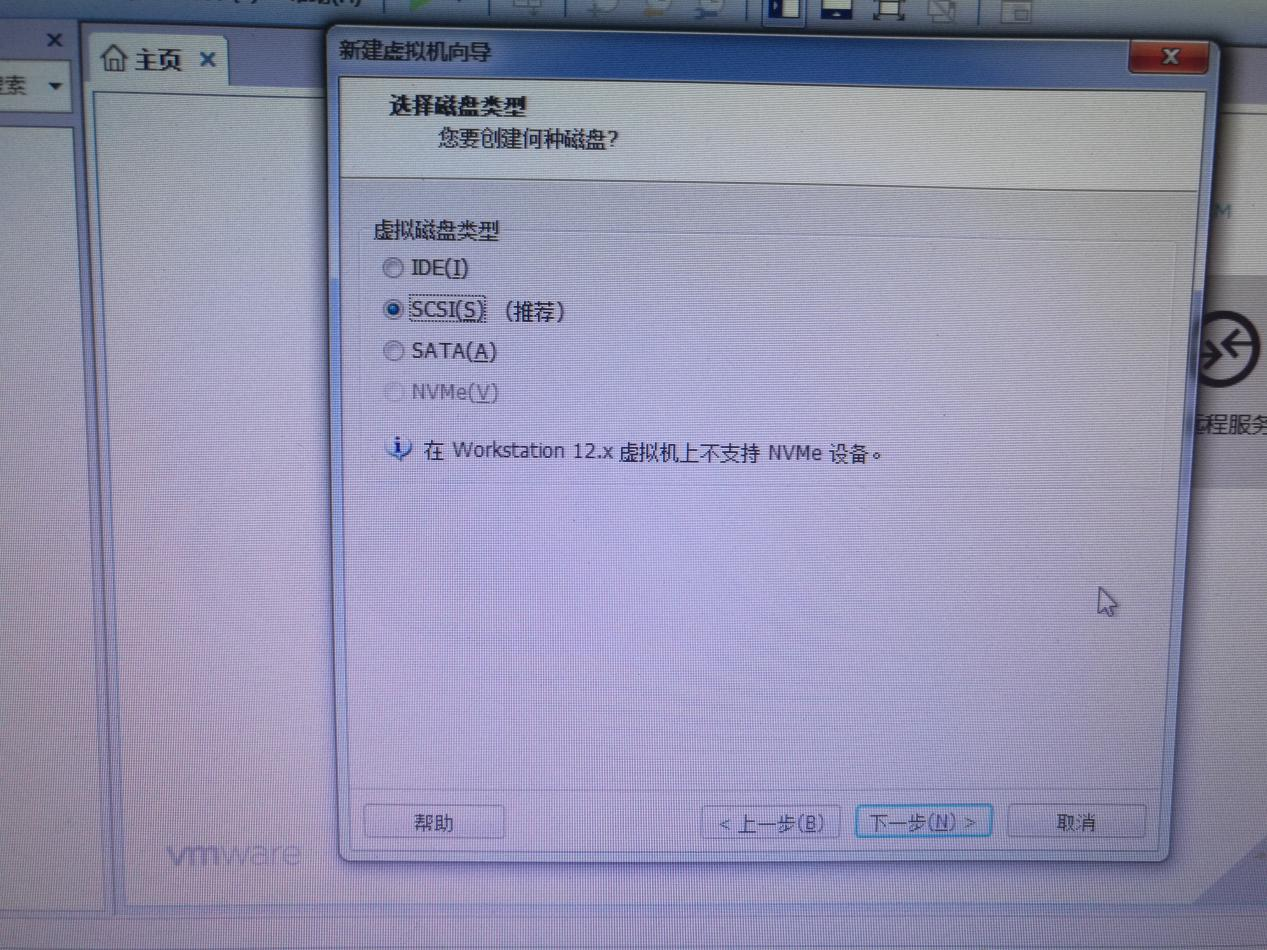 主页
新建虚拟机向导
选择磁盘类型
您要创建何种磁盘?
虚拟磁盘类型
IDE(I)
SCSI(S) (推荐)
SATA(A)
NVMe(V)
在 Workstation 12.x 虚拟机上不支持 NVMe 设备。
程服务
帮助
< 上一步(B)
下一步(N) >
取消
vmware